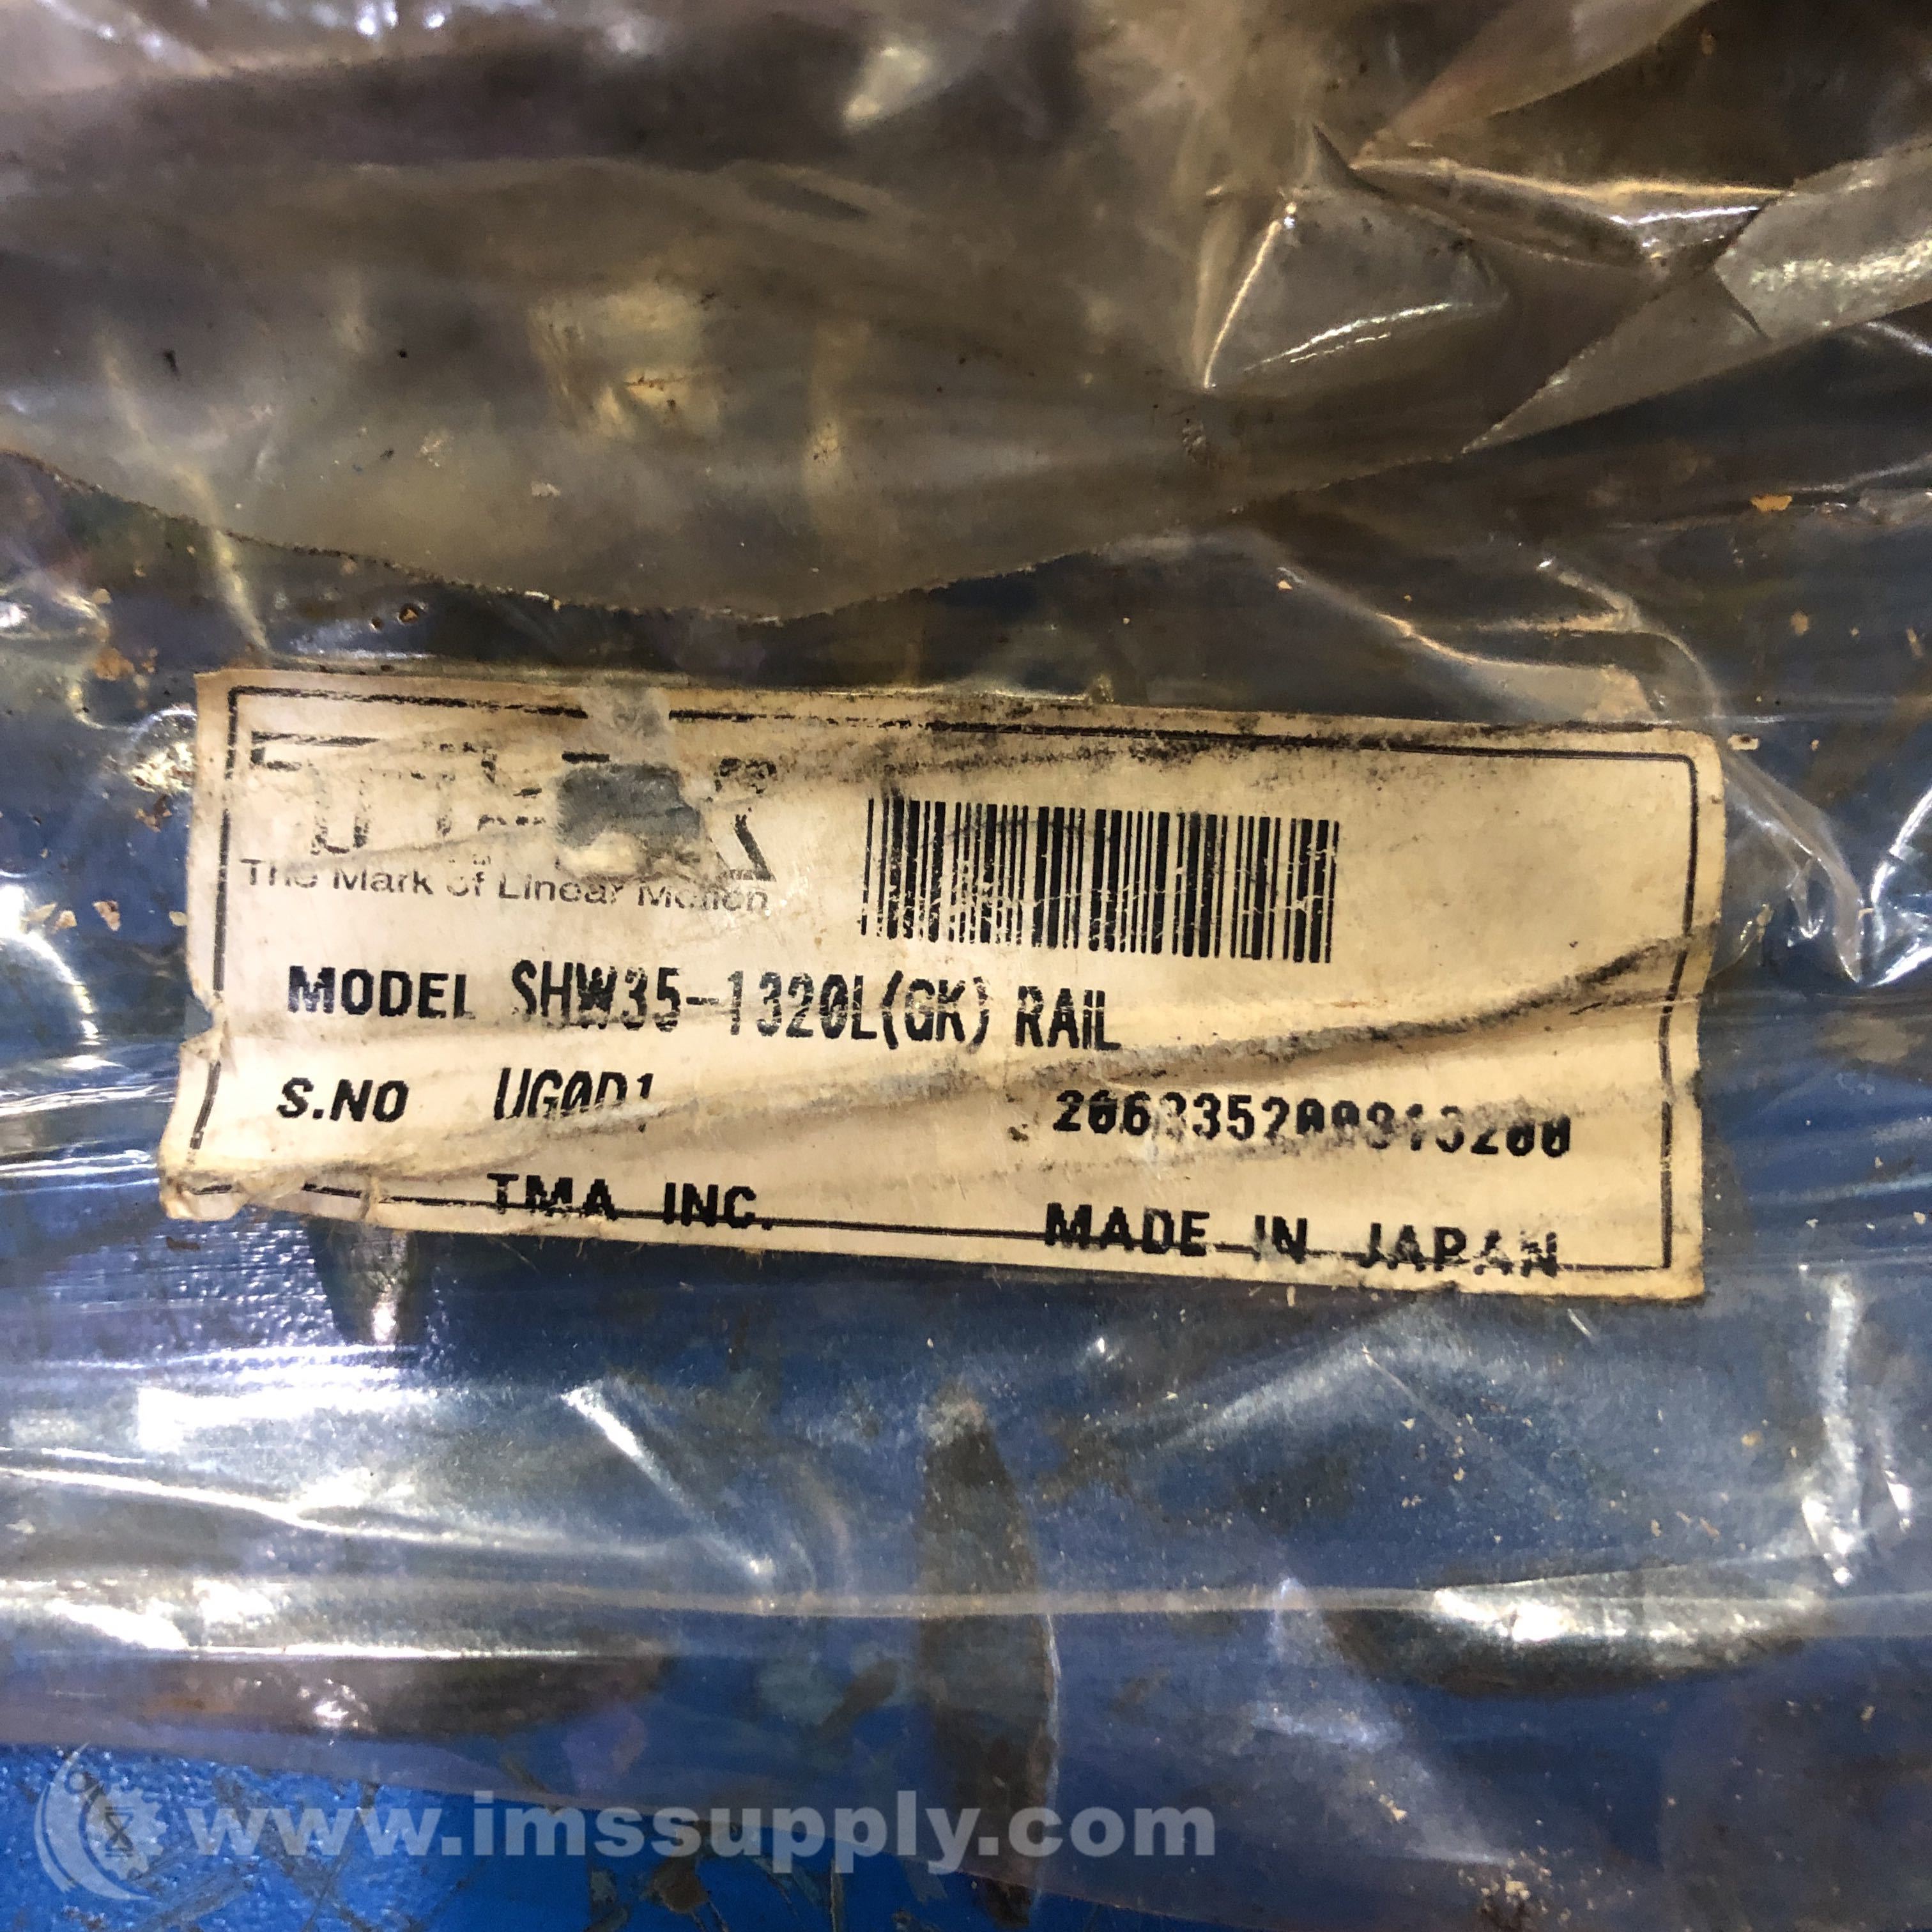 The Mark of Linear Motion
MODEL SHW35-1320L(GK) RAIL
S.NO UG0D1
TMA INC.
MADE IN JAPAN
www.imssupply.com